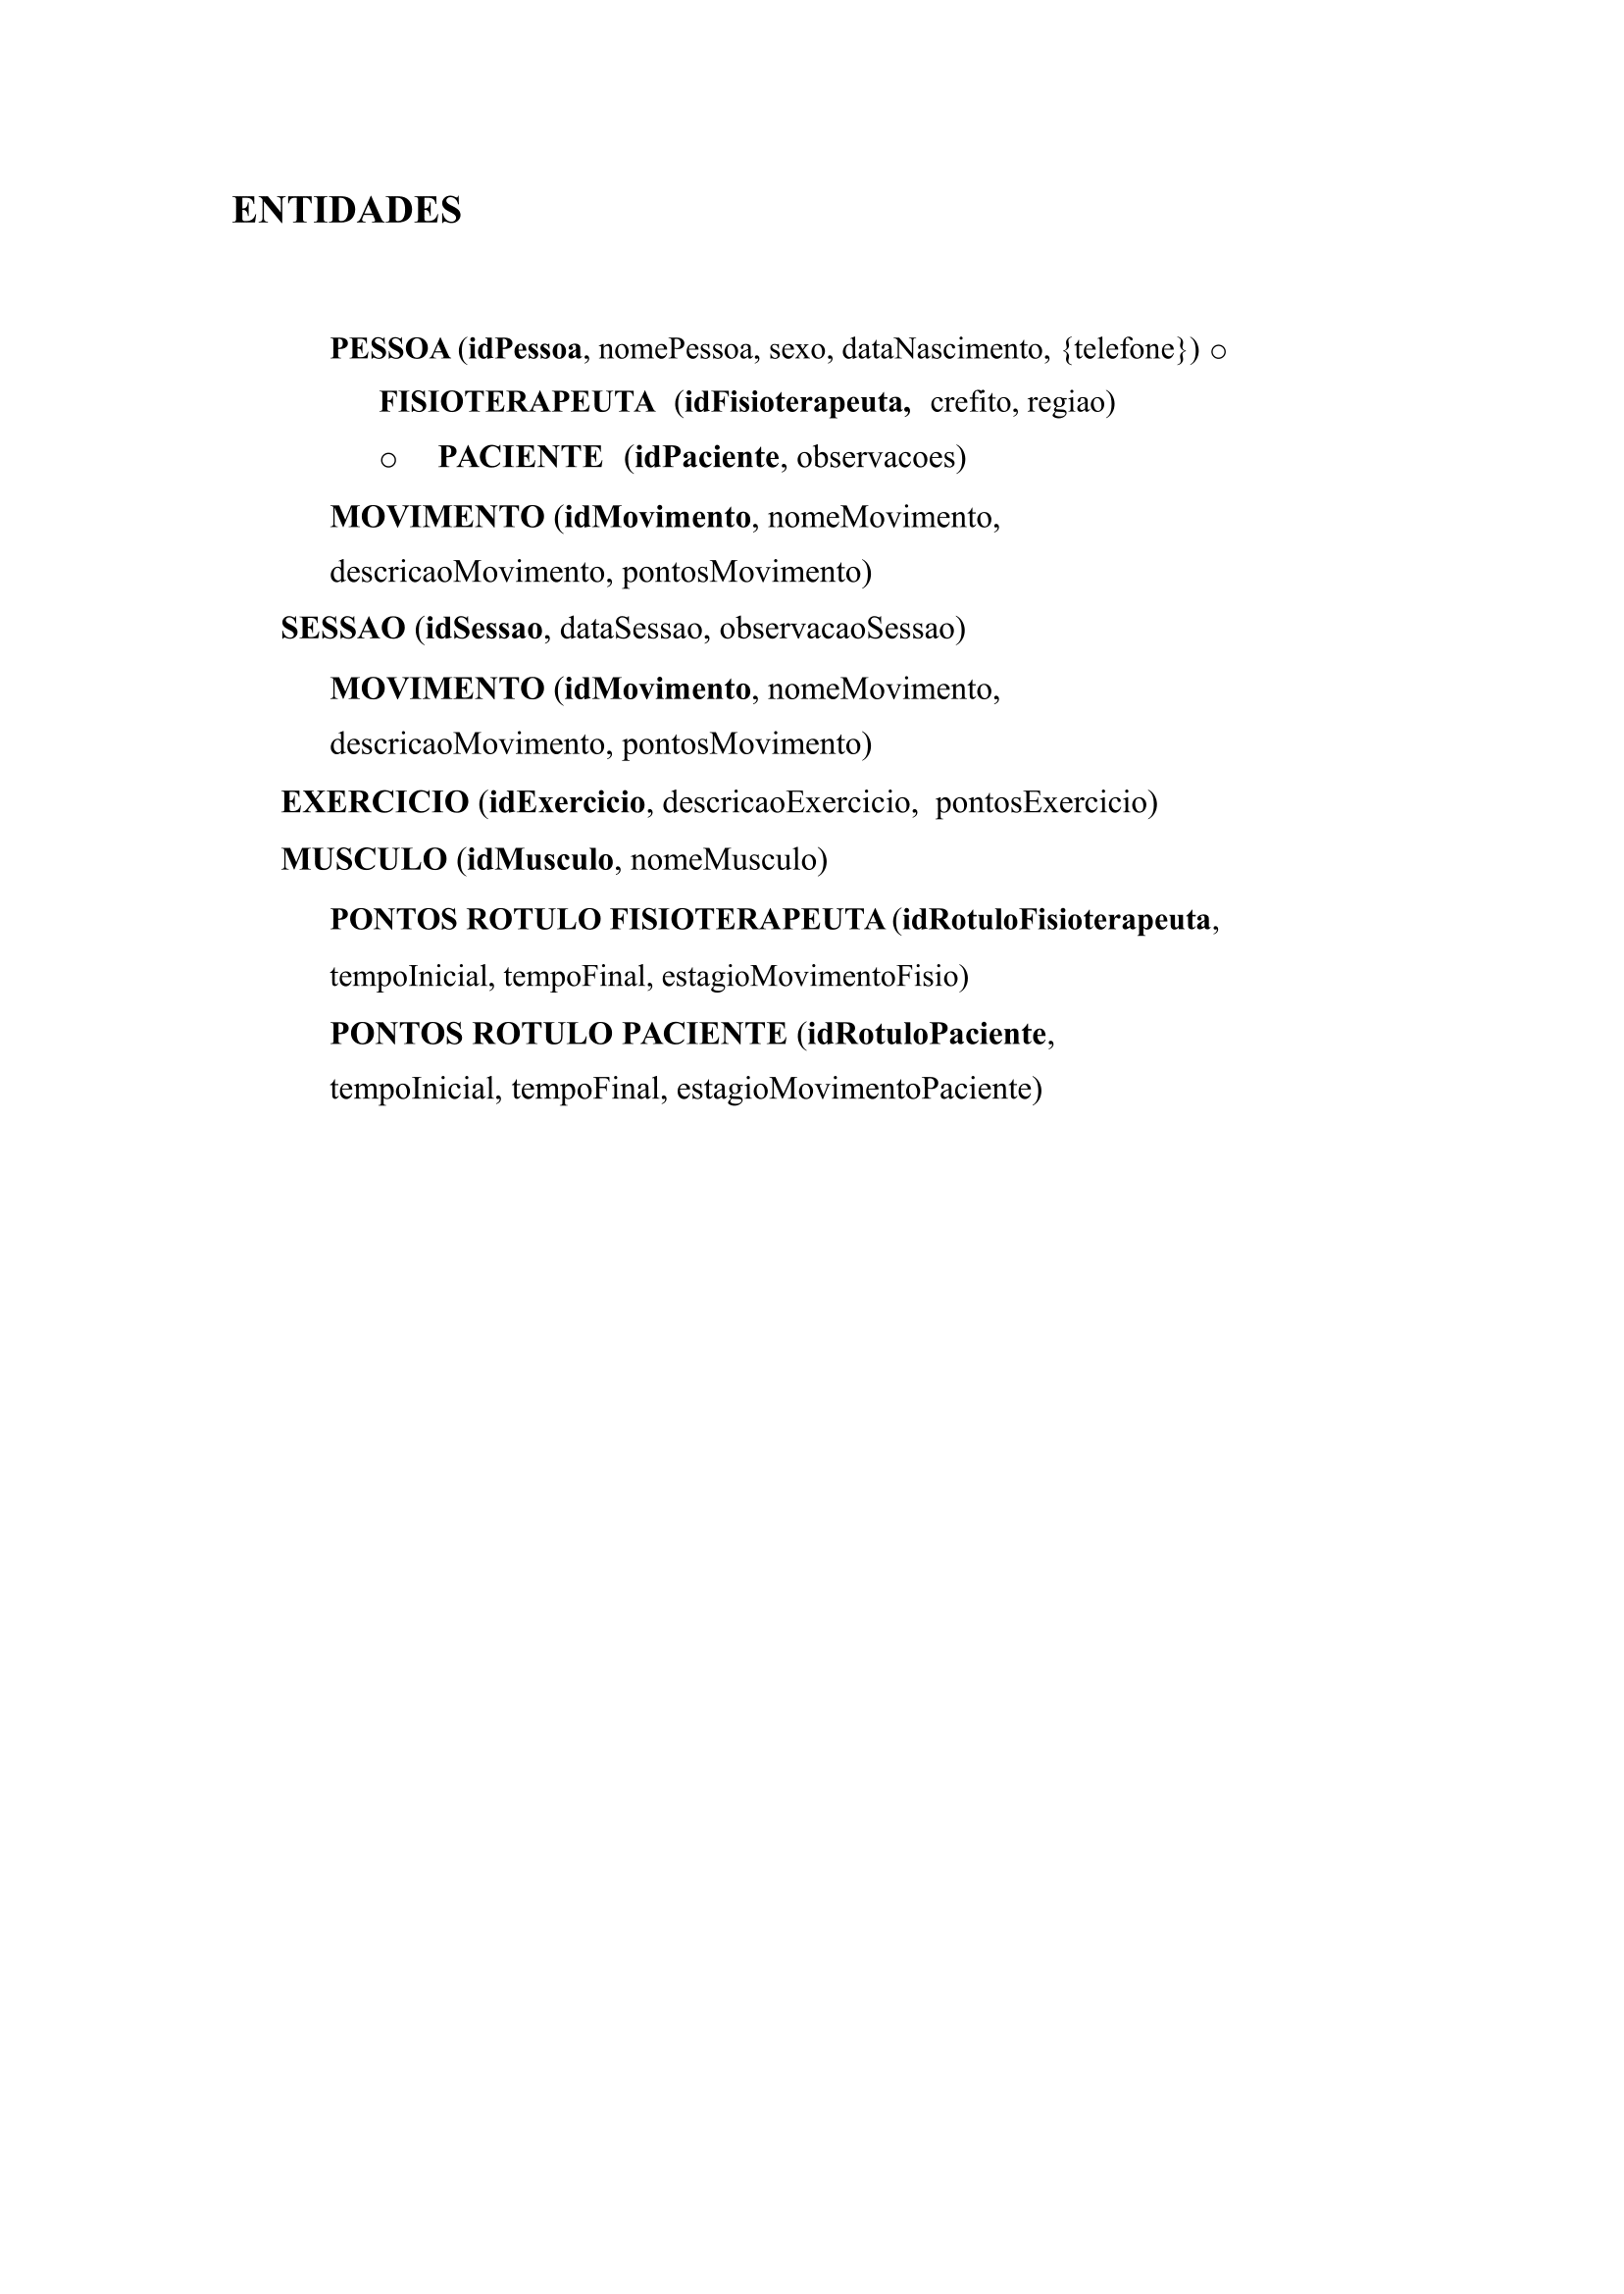 ENTIDADES
PESSOA (idPessoa, nomePessoa, sexo, dataNascimento, {telefone}) o
FISIOTERAPEUTA (idFisioterapeuta, crefito, regiao)
o PACIENTE (idPaciente, observacoes)
MOVIMENTO (idMovimento, nomeMovimento,
descricaoMovimento, pontosMovimento)
SESSAO (idSessao, dataSessao, observacaoSessao)
MOVIMENTO (idMovimento, nomeMovimento,
descricaoMovimento, pontosMovimento)
EXERCICIO (idExercicio, descricaoExercicio, pontosExercicio)
MUSCULO (idMusculo, nomeMusculo)
PONTOS ROTULO FISIOTERAPEUTA (idRotuloFisioterapeuta,
tempoInicial, tempoFinal, estagioMovimentoFisio)
PONTOS ROTULO PACIENTE (idRotuloPaciente,
tempoInicial, tempoFinal, estagioMovimentoPaciente)